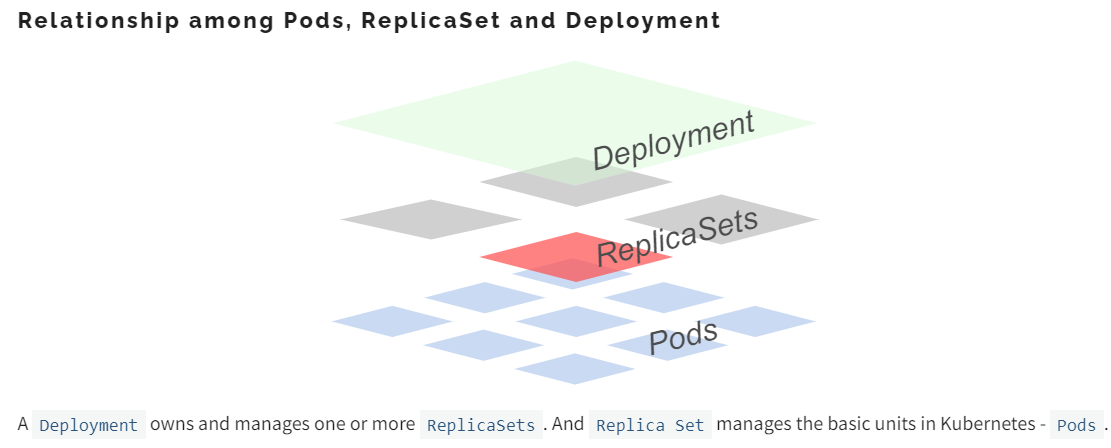 Relationship among Pods, ReplicaSet and Deployment
Deployment
ReplicaSets
Pods
A Deployment owns and manages one or more ReplicaSets . And Replica Set manages the basic units in Kubernetes - Pods .